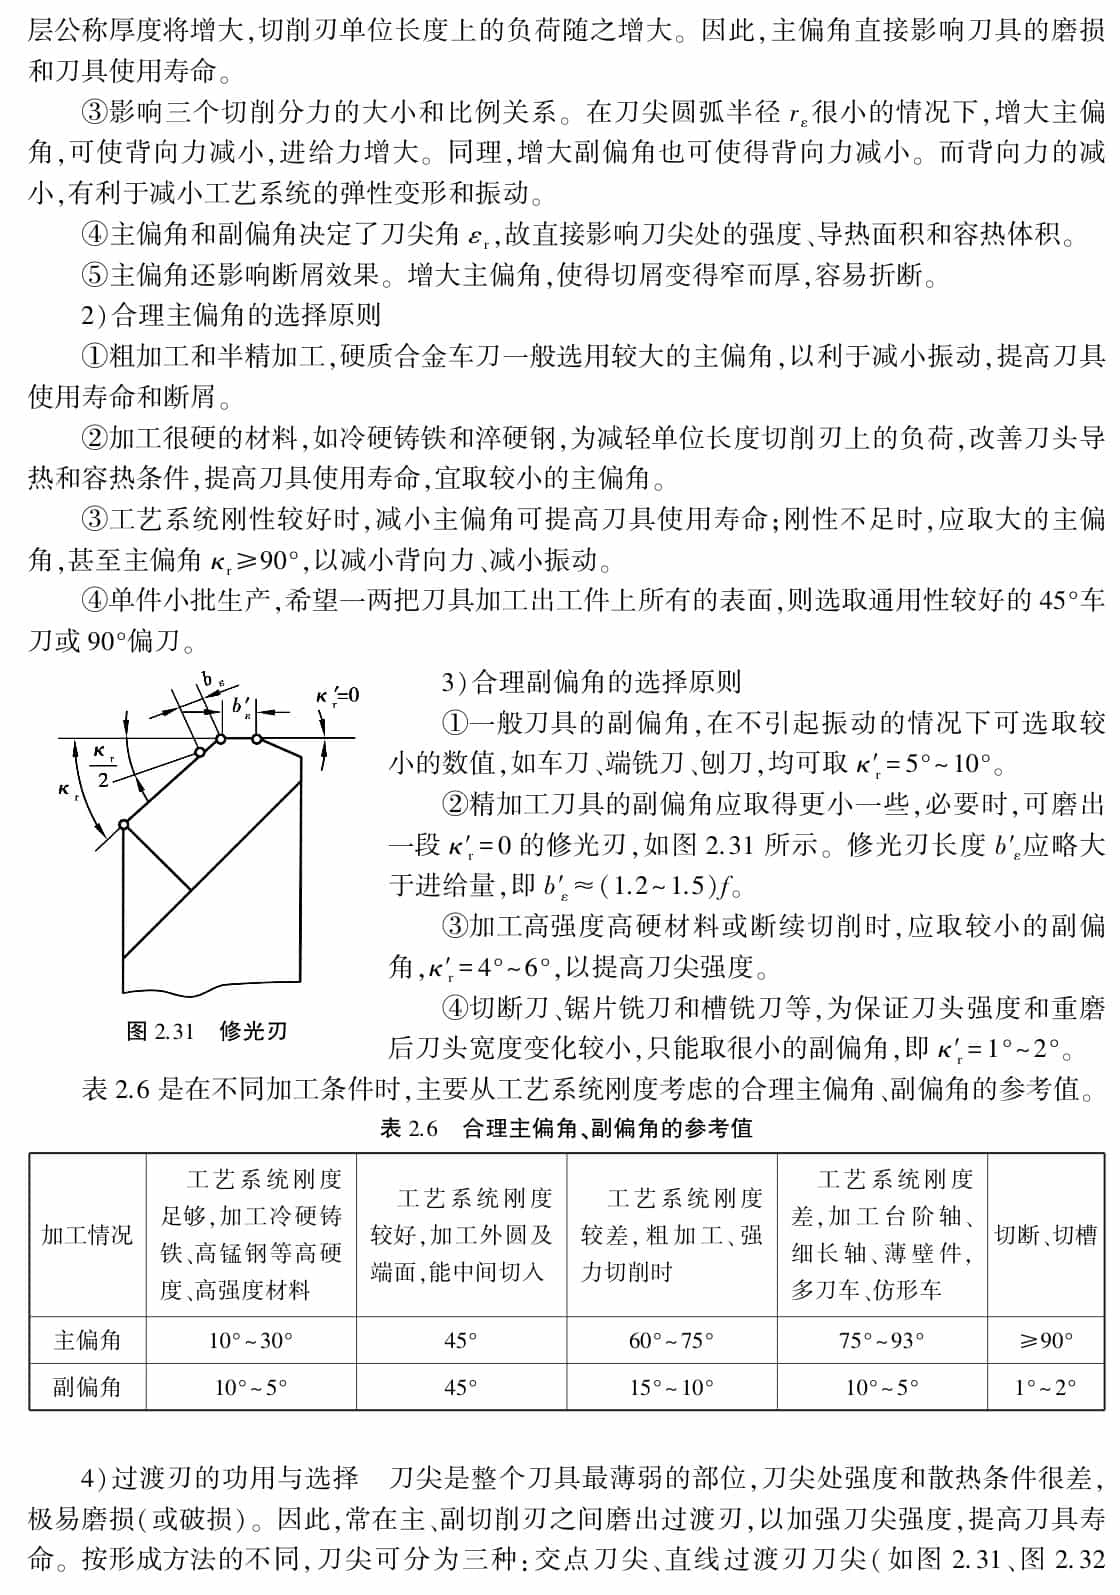 层公称厚度将增大,切削刃单位长度上的负荷随之增大。因此,主偏角直接影响刀具的磨损
和刀具使用寿命。
③影响三个切削分力的大小和比例关系。在刀尖圆弧半径 rε 很小的情况下,增大主偏
角,可使背向力减小,进给力增大。同理,增大副偏角也可使得背向力减小。而背向力的减
小,有利于减小工艺系统的弹性变形和振动。
④主偏角和副偏角决定了刀尖角 εr,故直接影响刀尖处的强度、导热面积和容热体积。
⑤主偏角还影响断屑效果。增大主偏角,使得切屑变得窄而厚,容易折断。
2)合理主偏角的选择原则
①粗加工和半精加工,硬质合金车刀一般选用较大的主偏角,以利于减小振动,提高刀具
使用寿命和断屑。
②加工很硬的材料,如冷硬铸铁和淬硬钢,为减轻单位长度切削刃上的负荷,改善刀头导
热和容热条件,提高刀具使用寿命,宜取较小的主偏角。
③工艺系统刚性较好时,减小主偏角可提高刀具使用寿命;刚性不足时,应取大的主偏
角,甚至主偏角 κr≥90°,以减小背向力、减小振动。
④单件小批生产,希望一两把刀具加工出工件上所有的表面,则选取通用性较好的 45°车
刀或 90°偏刀。
bε
b′ε
κ′r=0
κr/2
κr
图 2.31 修光刃
3)合理副偏角的选择原则
①一般刀具的副偏角,在不引起振动的情况下可选取较
小的数值,如车刀、端铣刀、刨刀,均可取 κ′r=5°~10°。
②精加工刀具的副偏角应取得更小一些,必要时,可磨出
一段 κ′r=0 的修光刃,如图 2.31 所示。修光刃长度 b′ε应略大
于进给量,即 b′ε≈(1.2~1.5)f。
③加工高强度高硬材料或断续切削时,应取较小的副偏
角,κ′r=4°~6°,以提高刀尖强度。
④切断刀、锯片铣刀和槽铣刀等,为保证刀头强度和重磨
后刀头宽度变化较小,只能取很小的副偏角,即 κ′r=1°~2°。
表 2.6 是在不同加工条件时,主要从工艺系统刚度考虑的合理主偏角、副偏角的参考值。
表 2.6 合理主偏角、副偏角的参考值
加工情况
工艺系统刚度
足够,加工冷硬铸
铁、高锰钢等高硬
度、高强度材料
工艺系统刚度
较好,加工外圆及
端面,能中间切入
工艺系统刚度
较差,粗加工、强
力切削时
工艺系统刚度
差,加工台阶轴、
细长轴、薄壁件,
多刀车、仿形车
切断、切槽
主偏角 10°~30° 45° 60°~75° 75°~93° ≥90°
副偏角 10°~5° 45° 15°~10° 10°~5° 1°~2°
4)过渡刃的功用与选择 刀尖是整个刀具最薄弱的部位,刀尖处强度和散热条件很差,
极易磨损(或破损)。因此,常在主、副切削刃之间磨出过渡刃,以加强刀尖强度,提高刀具寿
命。按形成方法的不同,刀尖可分为三种:交点刀尖、直线过渡刃刀尖(如图 2.31、图 2.32